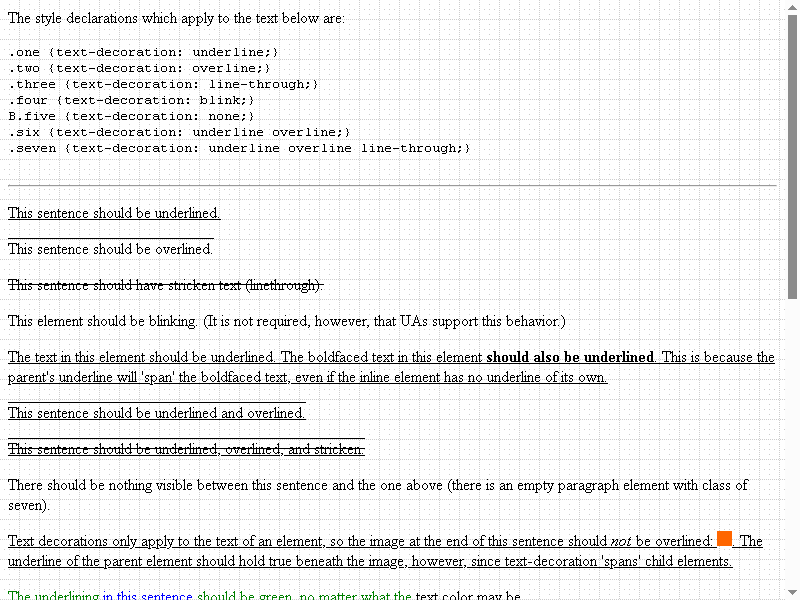 The style declarations which apply to the text below are:
.one {text-decoration: underline;}
.two {text-decoration: overline;}
.three {text-decoration: line-through;}
.four {text-decoration: blink;}
B.five {text-decoration: none;}
.six {text-decoration: underline overline;}
.seven {text-decoration: underline overline line-through;}
This sentence should be underlined.
This sentence should be overlined.
This sentence should have stricken text (linethrough).
This element should be blinking. (It is not required, however, that UAs support this behavior.)
The text in this element should be underlined. The boldfaced text in this element should also be underlined. This is because the
parent's underline will 'span' the boldfaced text, even if the inline element has no underline of its own.
This sentence should be underlined and overlined.
This sentence should be underlined, overlined, and stricken.
There should be nothing visible between this sentence and the one above (there is an empty paragraph element with class of
seven).
Text decorations only apply to the text of an element, so the image at the end of this sentence should not be overlined: . The
underline of the parent element should hold true beneath the image, however, since text-decoration 'spans' child elements.
The underlining in this sentence should be green, no matter what the text color may be.